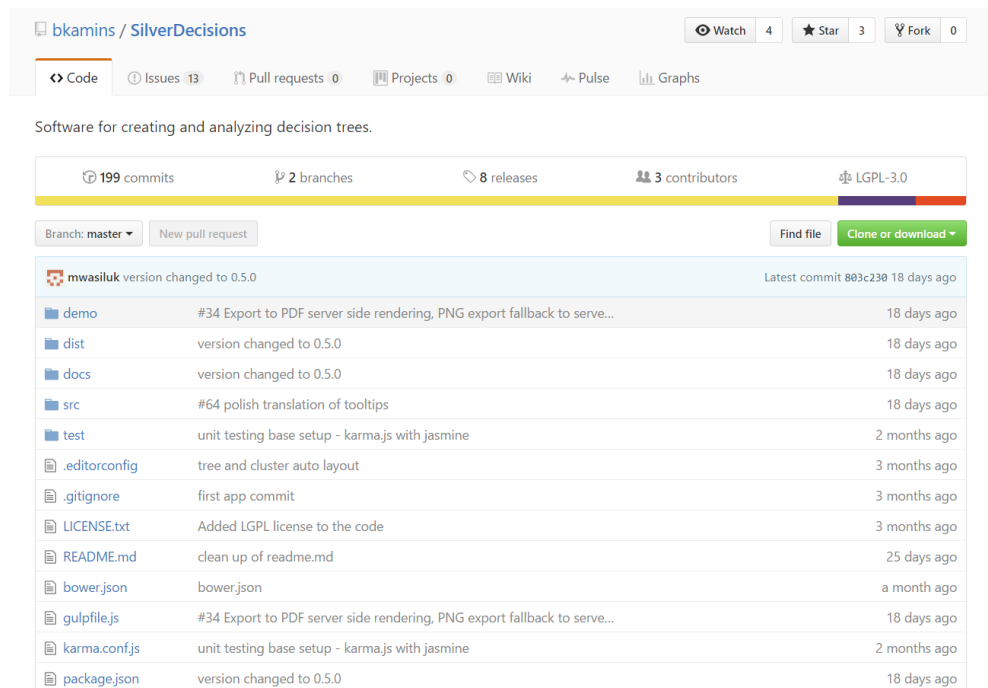 bkamins / SilverDecisions Watch 4 Star 3 Fork 0
Code Issues 13 Pull requests 0 Projects 0 Wiki Pulse Graphs
Software for creating and analyzing decision trees.
199 commits 2 branches 8 releases 3 contributors LGPL-3.0
Branch: master New pull request Find file Clone or download
mwasiluk version changed to 0.5.0 Latest commit 803c230 18 days ago
demo #34 Export to PDF server side rendering, PNG export fallback to serve... 18 days ago
dist version changed to 0.5.0 18 days ago
docs version changed to 0.5.0 18 days ago
src #64 polish translation of tooltips 18 days ago
test unit testing base setup - karma.js with jasmine 2 months ago
.editorconfig tree and cluster auto layout 3 months ago
.gitignore first app commit 3 months ago
LICENSE.txt Added LGPL license to the code 3 months ago
README.md clean up of readme.md 25 days ago
bower.json bower.json a month ago
gulpfile.js #34 Export to PDF server side rendering, PNG export fallback to serve... 18 days ago
karma.conf.js unit testing base setup - karma.js with jasmine 2 months ago
package.json version changed to 0.5.0 18 days ago